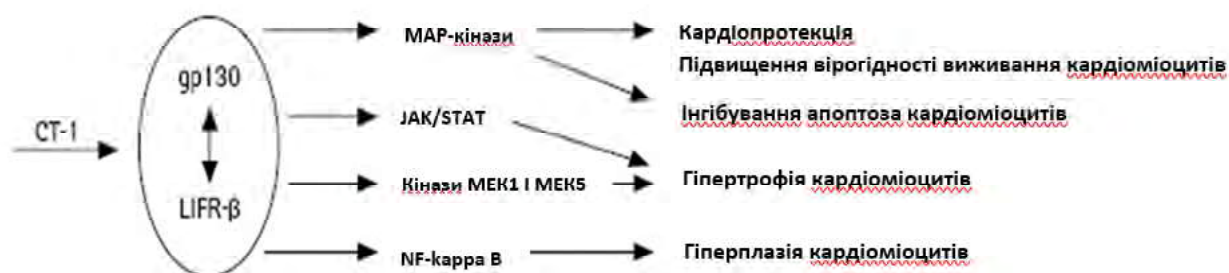 MAP-кінази
Кардіопротекція
gp130
Підвищення вірогідності виживання кардіоміоцитів
JAK/STAT
Інгібування апоптоза кардіоміоцитів
CT-1
Кінази МЕК1 І МЕК5
Гіпертрофія кардіоміоцитів
LIFR-β
NF-kappa B
Гіперплазія кардіоміоцитів